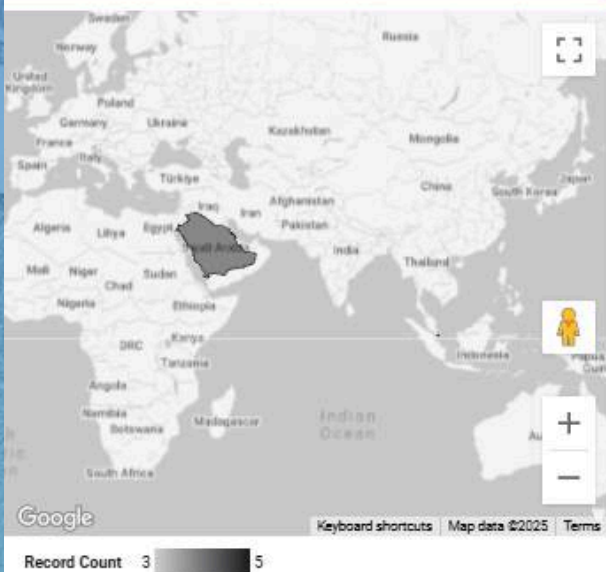 Sweden
Russia
Norway
United Kingdom
Poland
Germany
Ukraine
France
Kazakhstan
Mongolia
Spain
Italy
Türkiye
China
South Korea
Japan
Iraq
Iran
Afghanistan
Pakistan
Algeria
Libya
Egypt
Saudi Arabia
India
Mali
Niger
Chad
Sudan
Thailand
Nigeria
Ethiopia
DRC
Kenya
Indonesia
Tanzania
Angola
Namibia
Botswana
Madagascar
Indian
Ocean
South Africa
Google
Keyboard shortcuts Map data ©2025 Terms
Record Count 3 5